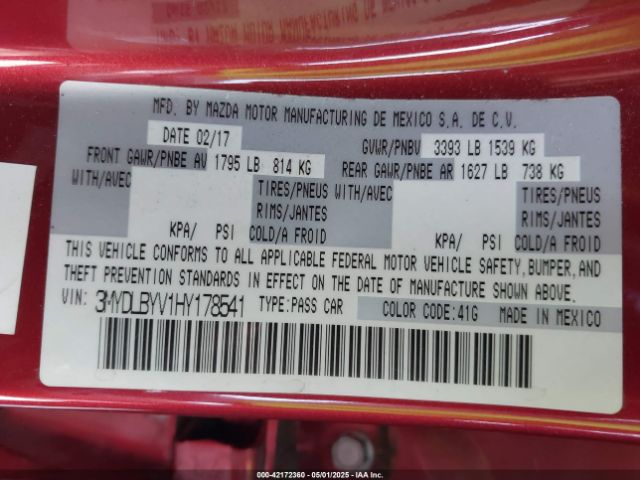 MFD. BY MAZDA MOTOR MANUFACTURING DE MEXICO S.A. DE C.V.
DATE 02/17 GVWR/PNBV 3393 LB 1539 KG
FRONT GAWR/PNBE AV 1795 LB 814 KG REAR GAWR/PNBE AR 1627 LB 738 KG
WITH/AVEC TIRES/PNEUS WITH/AVEC TIRES/PNEUS
RIMS/JANTES RIMS/JANTES
KPA/ PSI COLD/A FROID KPA/ PSI COLD/A FROID
THIS VEHICLE CONFORMS TO ALL APPLICABLE FEDERAL MOTOR VEHICLE SAFETY, BUMPER, AND
THEFT PREVENTION STANDARDS IN EFFECT ON THE DATE OF MANUFACTURE SHOWN ABOVE.
VIN: 3MYDLBYV1HY178541 TYPE:PASS CAR COLOR CODE:41G MADE IN MEXICO
000-42172360 05/01/2025 IAA Inc.